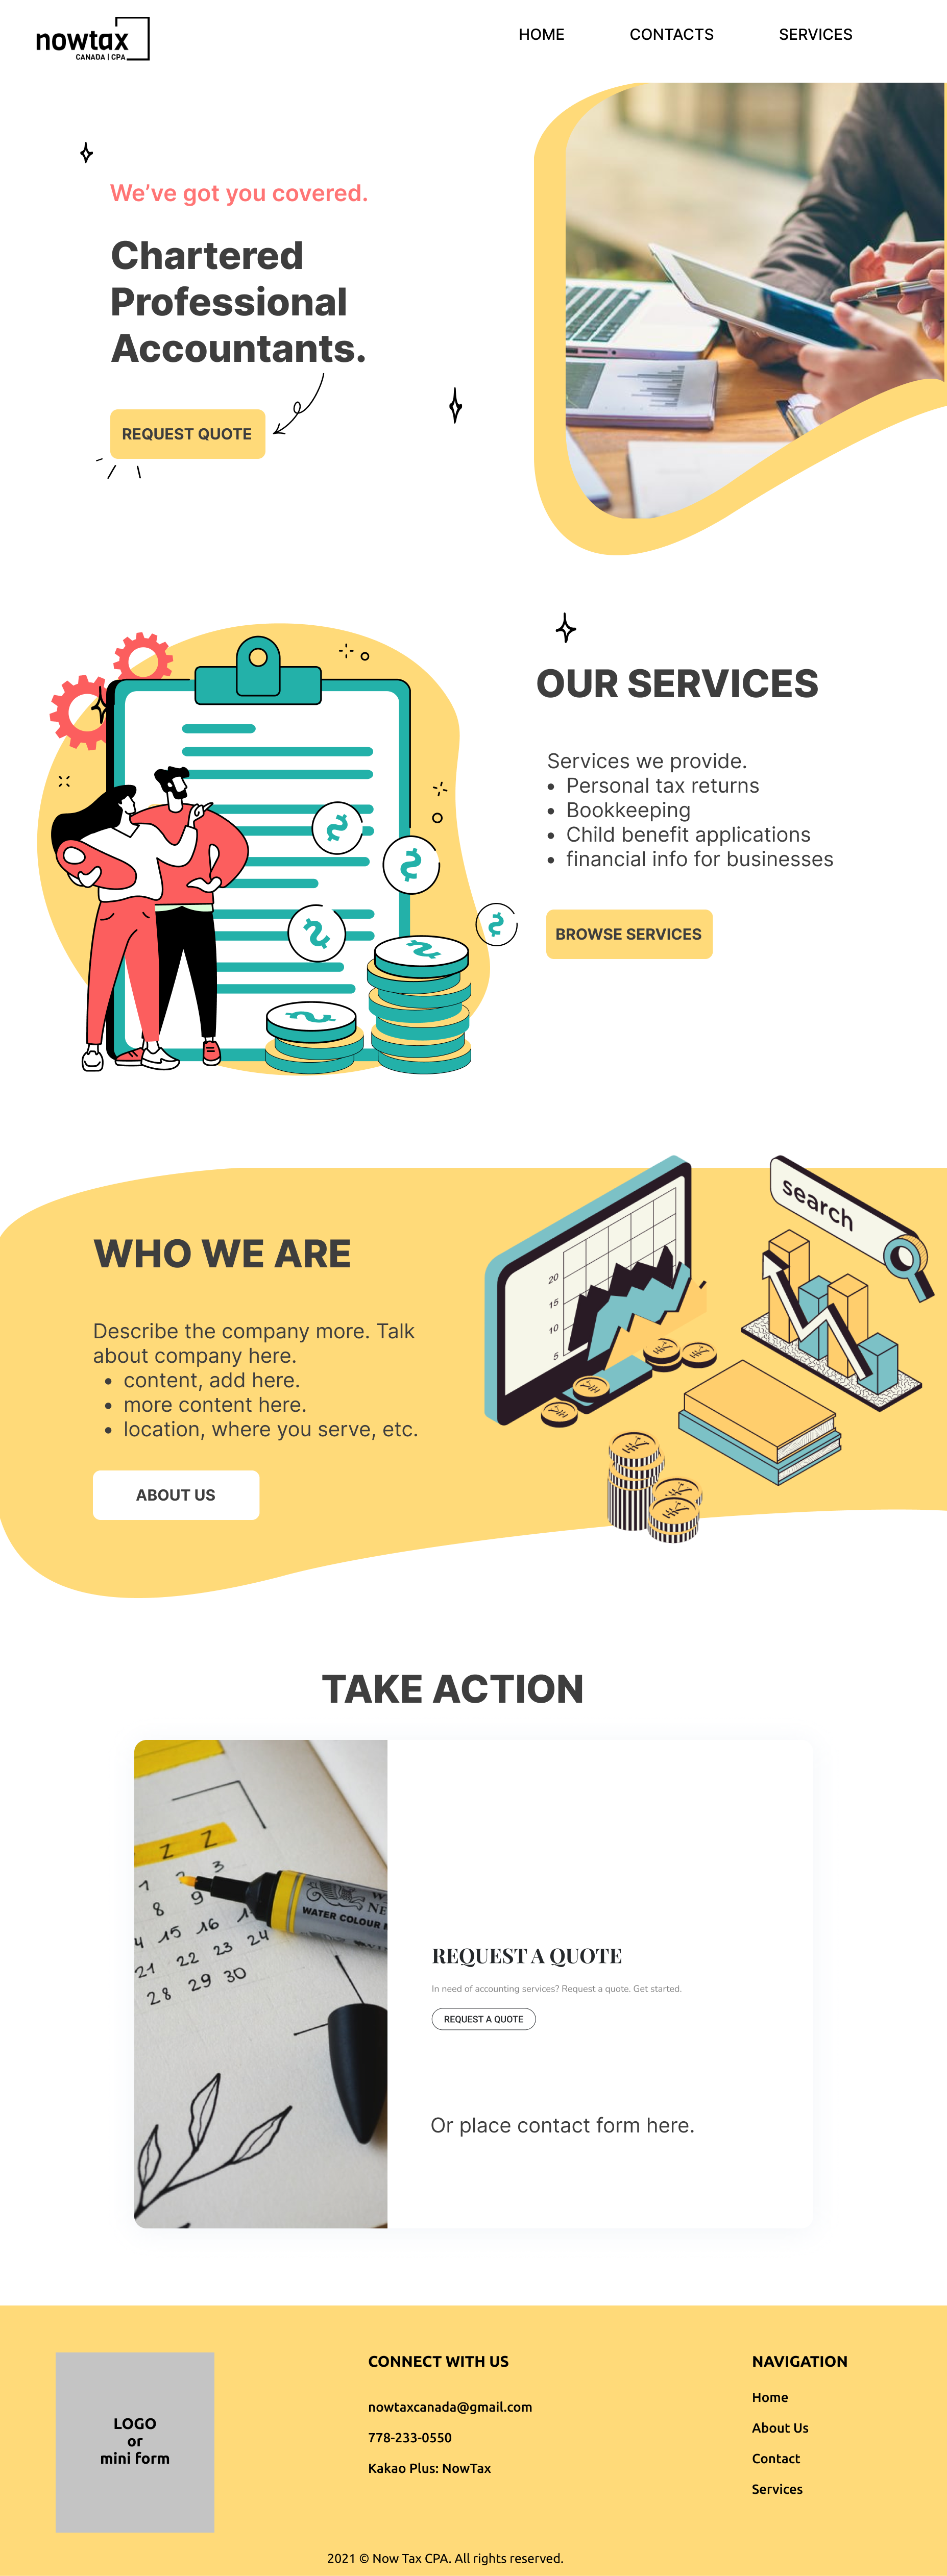 nowtax
CANADA | CPA
HOME
CONTACTS
SERVICES
We’ve got you covered.
Chartered
Professional
Accountants.
REQUEST QUOTE
OUR SERVICES
Services we provide.
• Personal tax returns
• Bookkeeping
• Child benefit applications
• financial info for businesses
BROWSE SERVICES
WHO WE ARE
Describe the company more. Talk
about company here.
• content, add here.
• more content here.
• location, where you serve, etc.
ABOUT US
20
15
10
5
search
TAKE ACTION
Z Z
1 2 3
8 9
4 15 16 1
21 22 23 24
28 29 30
WATER COLOUR
REQUEST A QUOTE
In need of accounting services? Request a quote. Get started.
REQUEST A QUOTE
Or place contact form here.
LOGO
or
mini form
CONNECT WITH US
nowtaxcanada@gmail.com
778-233-0550
Kakao Plus: NowTax
NAVIGATION
Home
About Us
Contact
Services
2021 © Now Tax CPA. All rights reserved.